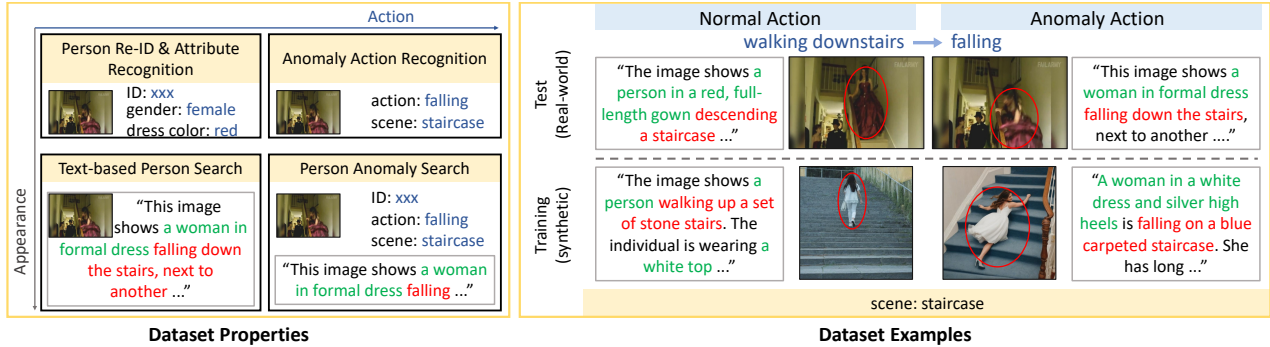 Action
Appearance
Person Re-ID & Attribute
Recognition
ID: xxx
gender: female
dress color: red
Anomaly Action Recognition
action: falling
scene: staircase
Text-based Person Search
"This image
shows a woman in
formal dress falling down
the stairs, next to
another ..."
Person Anomaly Search
ID: xxx
action: falling
scene: staircase
"This image shows a woman
in formal dress falling ..."
Dataset Properties
Normal Action
Anomaly Action
walking downstairs
falling
Test
(Real-world)
"The image shows a
person in a red, full-
length gown descending
a staircase ..."
"This image shows a
woman in formal dress
falling down the stairs,
next to another ...."
Training
(synthetic)
"The image shows a
person walking up a set
of stone stairs. The
individual is wearing a
white top ..."
"A woman in a white
dress and silver high
heels is falling on a blue
carpeted staircase. She
has long ..."
scene: staircase
Dataset Examples